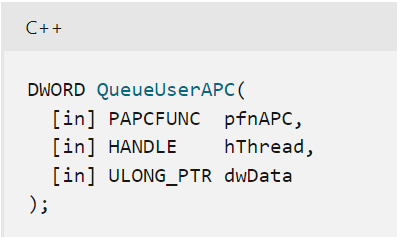 C++
DWORD QueueUserAPC(
[in] PAPCFUNC  pfnAPC,
[in] HANDLE    hThread,
[in] ULONG_PTR dwData
);